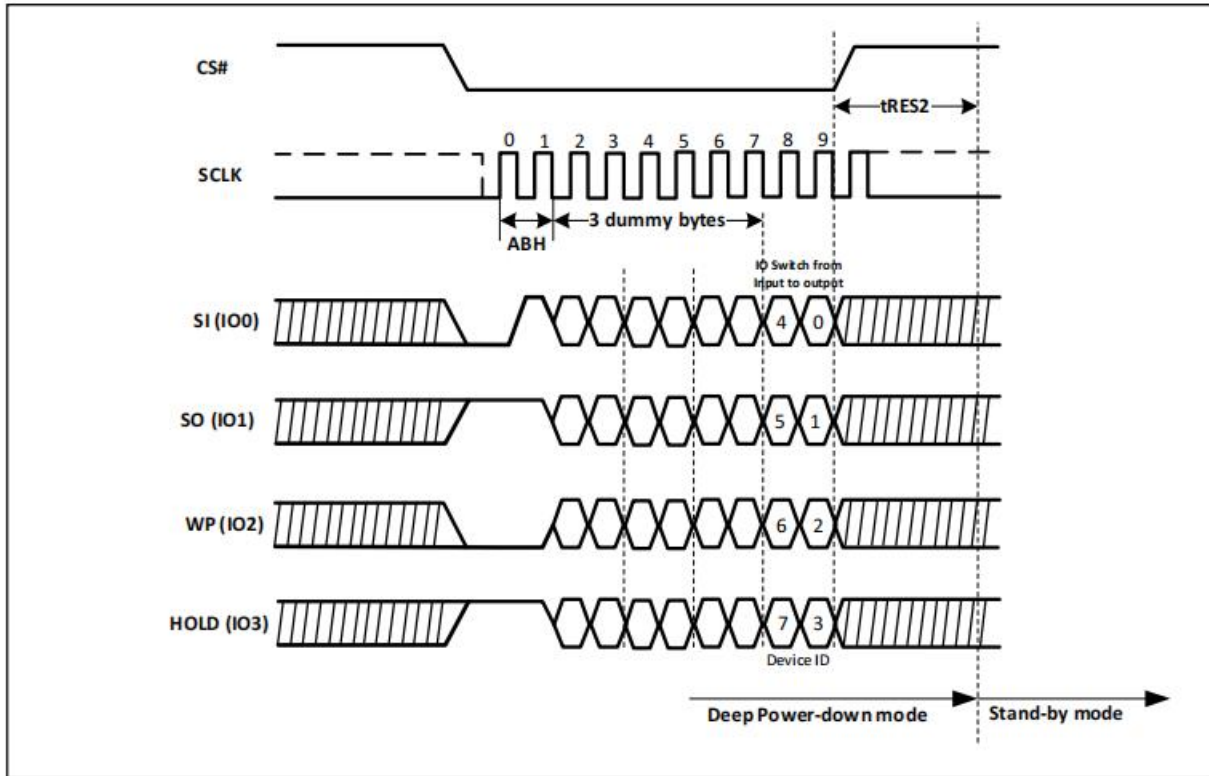 CS#
tRES2
0 1 2 3 4 5 6 7 8 9
SCLK
3 dummy bytes
ABH
IO Switch from
Input to output
SI (IO0)
4 0
SO (IO1)
5 1
WP (IO2)
6 2
HOLD (IO3)
7 3
Device ID
Deep Power-down mode
Stand-by mode